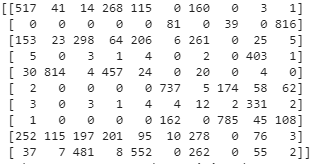 [[517  41  14 268 115   0 160   0   3   1]
 [  0   0   0   0   0  81   0  39   0 816]
 [153  23 298  64 206   6 261   0  25   5]
 [  5   0   3   1   4   0   2   0 403   1]
 [ 30 814   4 457  24   0  20   0   4   0]
 [  2   0   0   0   0 737   5 174  58  62]
 [  3   0   3   1   4   4  12   2 331   2]
 [  1   0   0   0   0 162   0 785  45 108]
 [252 115 197 201  95  10 278   0  76   3]
 [ 37   7 481   8 552   0 262   0  55   2]]